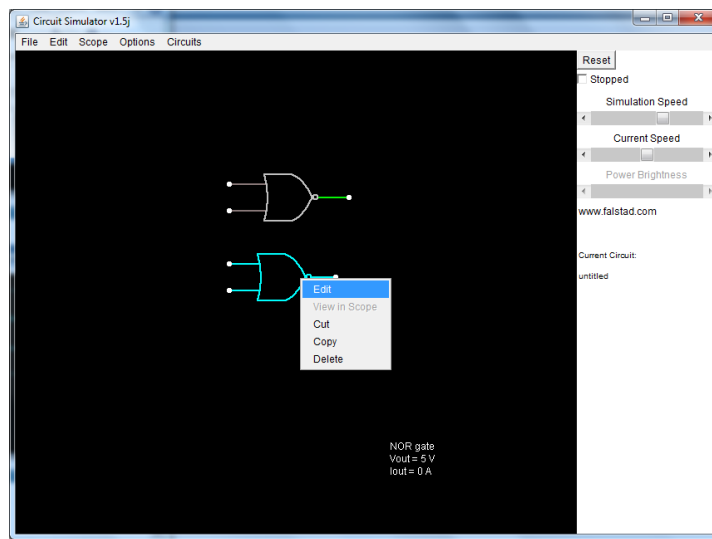 Circuit Simulator v1.5j
File Edit Scope Options Circuits
Reset
Stopped
Simulation Speed
Current Speed
Power Brightness
www.falstad.com
Current Circuit:
untitled
Edit
View in Scope
Cut
Copy
Delete
NOR gate
Vout = 5 V
Iout = 0 A